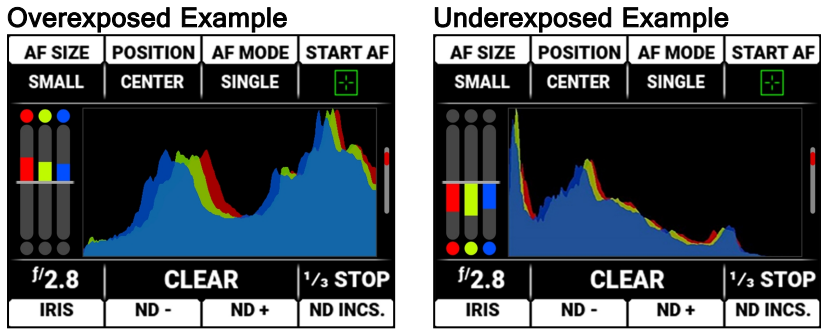 Overexposed Example
AF SIZE POSITION AF MODE START AF
SMALL CENTER SINGLE
f/2.8 CLEAR 1/3 STOP
IRIS ND - ND + ND INCS.
Underexposed Example
AF SIZE POSITION AF MODE START AF
SMALL CENTER SINGLE
f/2.8 CLEAR 1/3 STOP
IRIS ND - ND + ND INCS.